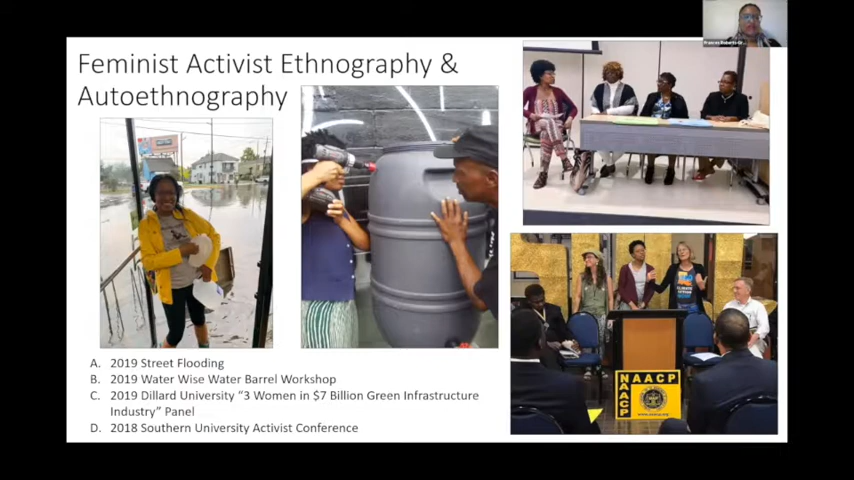 Feminist Activist Ethnography &
Autoethnography
A. 2019 Street Flooding
B. 2019 Water Wise Water Barrel Workshop
C. 2019 Dillard University “3 Women in $7 Billion Green Infrastructure
Industry” Panel
D. 2018 Southern University Activist Conference
NAACP
NAACP